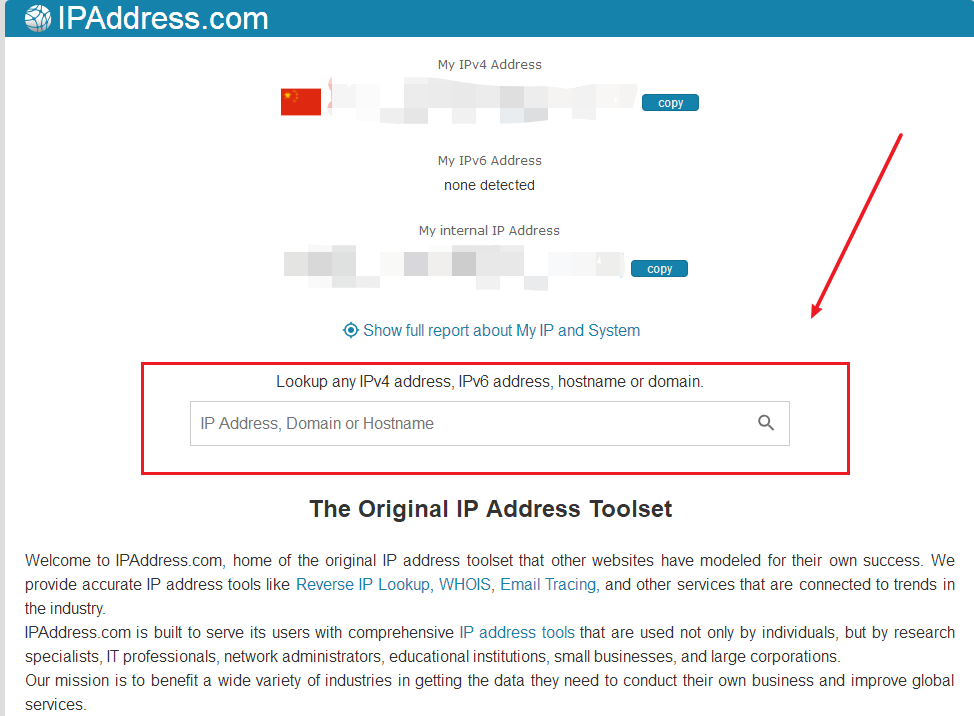 IPAddress.com
My IPv4 Address
copy
My IPv6 Address
none detected
My internal IP Address
copy
Show full report about My IP and System
Lookup any IPv4 address, IPv6 address, hostname or domain.
IP Address, Domain or Hostname
The Original IP Address Toolset
Welcome to IPAddress.com, home of the original IP address toolset that other websites have modeled for their own success. We
provide accurate IP address tools like Reverse IP Lookup, WHOIS, Email Tracing, and other services that are connected to trends in
the industry.
IPAddress.com is built to serve its users with comprehensive IP address tools that are used not only by individuals, but by research
specialists, IT professionals, network administrators, educational institutions, small businesses, and large corporations.
Our mission is to benefit a wide variety of industries in getting the data they need to conduct their own business and improve global
services.